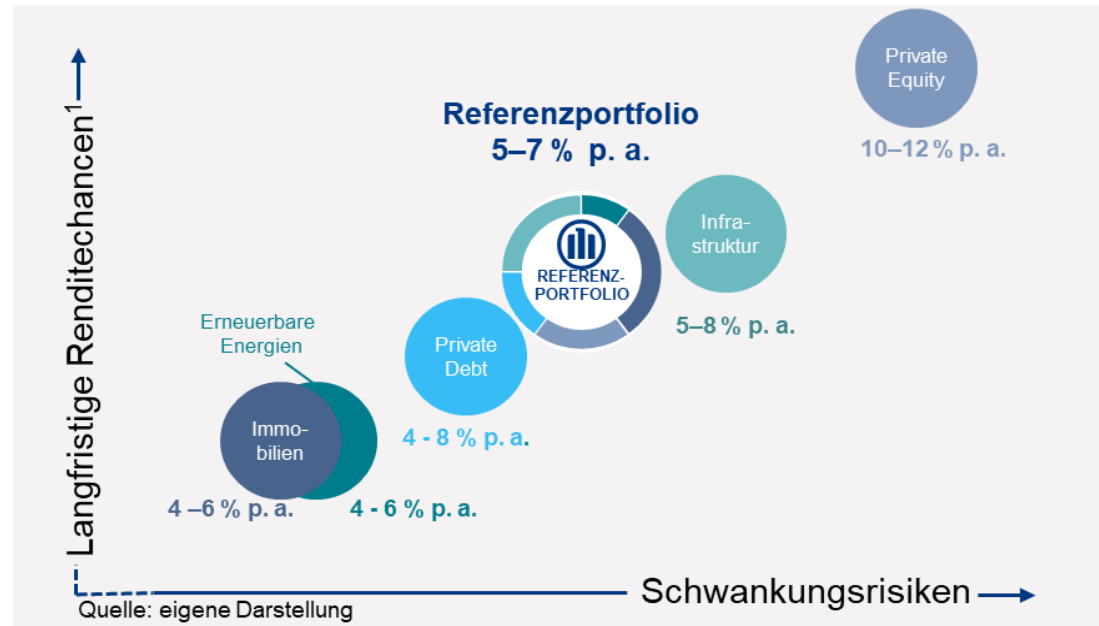 Langfristige Renditechancen¹
Private
Equity
10–12 % p. a.
Referenzportfolio
5–7 % p. a.
Infra-
struktur
5–8 % p. a.
REFERENZ-
PORTFOLIO
Erneuerbare
Energien
Private
Debt
4 - 8 % p. a.
Immo-
bilien
4 –6 % p. a.
4 - 6 % p. a.
Schwankungsrisiken
Quelle: eigene Darstellung